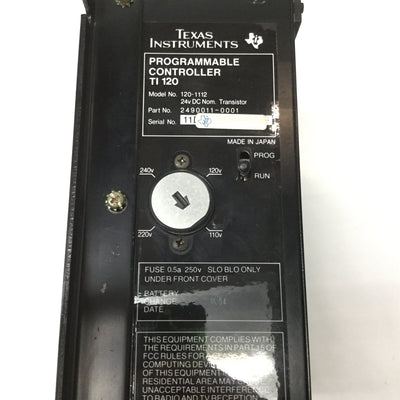 TEXAS
INSTRUMENTS
PROGRAMMABLE
CONTROLLER
TI 120
Model No. 120-1112
24v DC Nom. Transistor
Part No. 2490011-0001
Serial No.
MADE IN JAPAN
PROG
RUN
240v 120v
220v 110v
FUSE 0.5a 250v SLO BLO ONLY
UNDER FRONT COVER
BATTERY
CHANGE
DATE
THIS EQUIPMENT COMPLIES WITH
THE REQUIREMENTS IN PART 15 OF
FCC RULES FOR A CLASS
COMPUTING
OF THIS EQUIPMENT
RESIDENTIAL AREA MAY
UNACCEPTABLE INTERFERENCE
TO RADIO AND TV RECEPTION